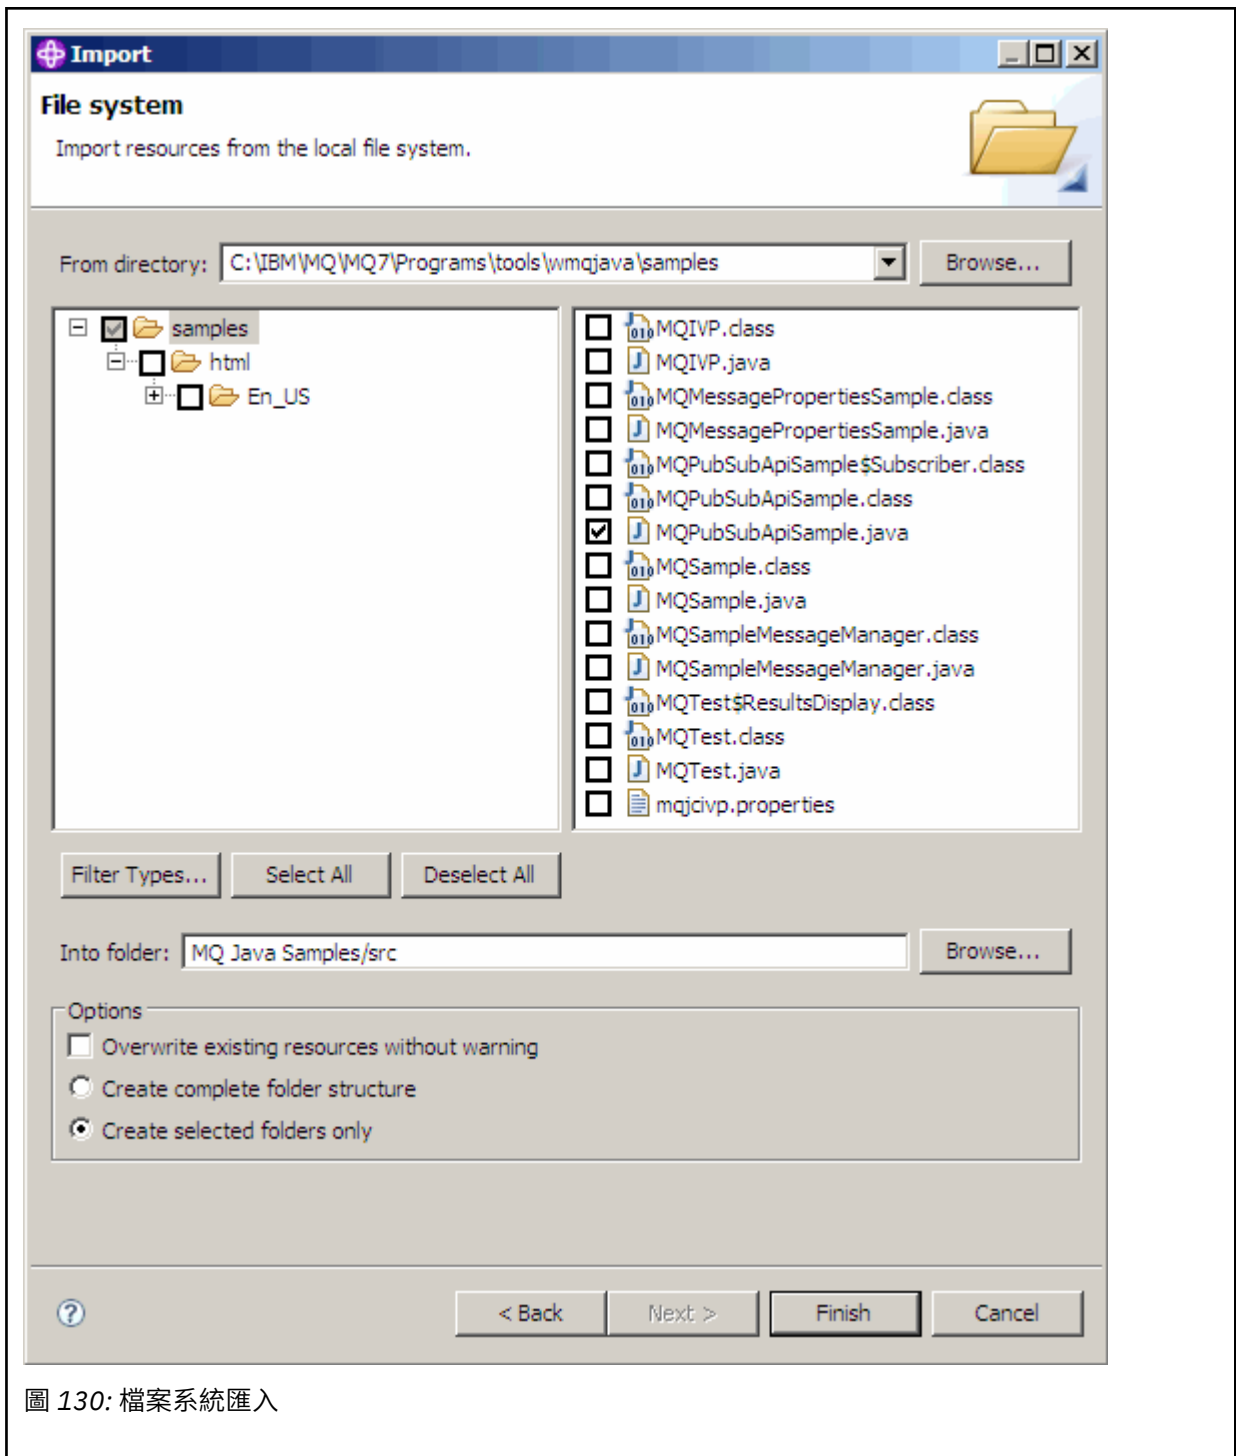 Import
File system
Import resources from the local file system.
From directory: C:\IBM\MQ\MQ7\Programs\tools\wmqjava\samples Browse...
samples
html
En_US
MQIVP.class
MQIVP.java
MQMessagePropertiesSample.class
MQMessagePropertiesSample.java
MQPubSubApiSample$Subscriber.class
MQPubSubApiSample.class
MQPubSubApiSample.java
MQSample.class
MQSample.java
MQSampleMessageManager.class
MQSampleMessageManager.java
MQTest$ResultsDisplay.class
MQTest.class
MQTest.java
mqjcivp.properties
Filter Types... Select All Deselect All
Into folder: MQ Java Samples/src Browse...
Options
Overwrite existing resources without warning
Create complete folder structure
Create selected folders only
< Back Next > Finish Cancel
圖 130: 檔案系統匯入